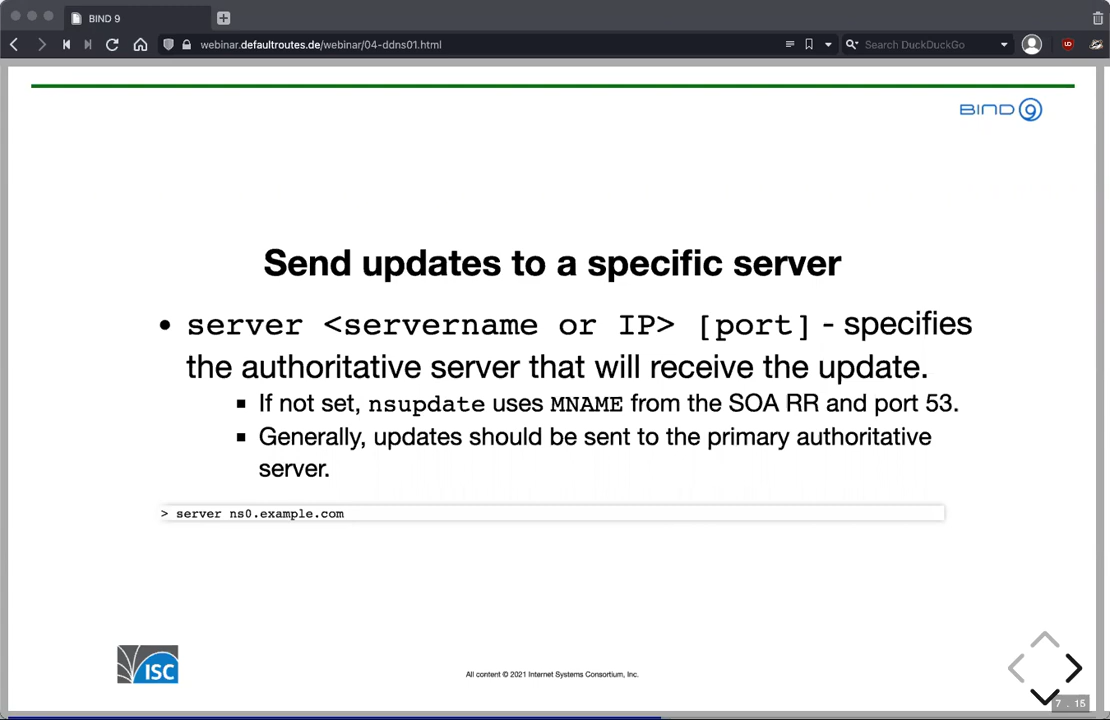 BIND 9
webinar.defaultroutes.de/webinar/04-ddns01.html
Search DuckDuckGo
BIND 9
Send updates to a specific server
• server <servername or IP> [port] - specifies
the authoritative server that will receive the update.
▪ If not set, nsupdate uses MNAME from the SOA RR and port 53.
▪ Generally, updates should be sent to the primary authoritative
server.
> server ns0.example.com
ISC
All content © 2021 Internet Systems Consortium, Inc.
7 . 15